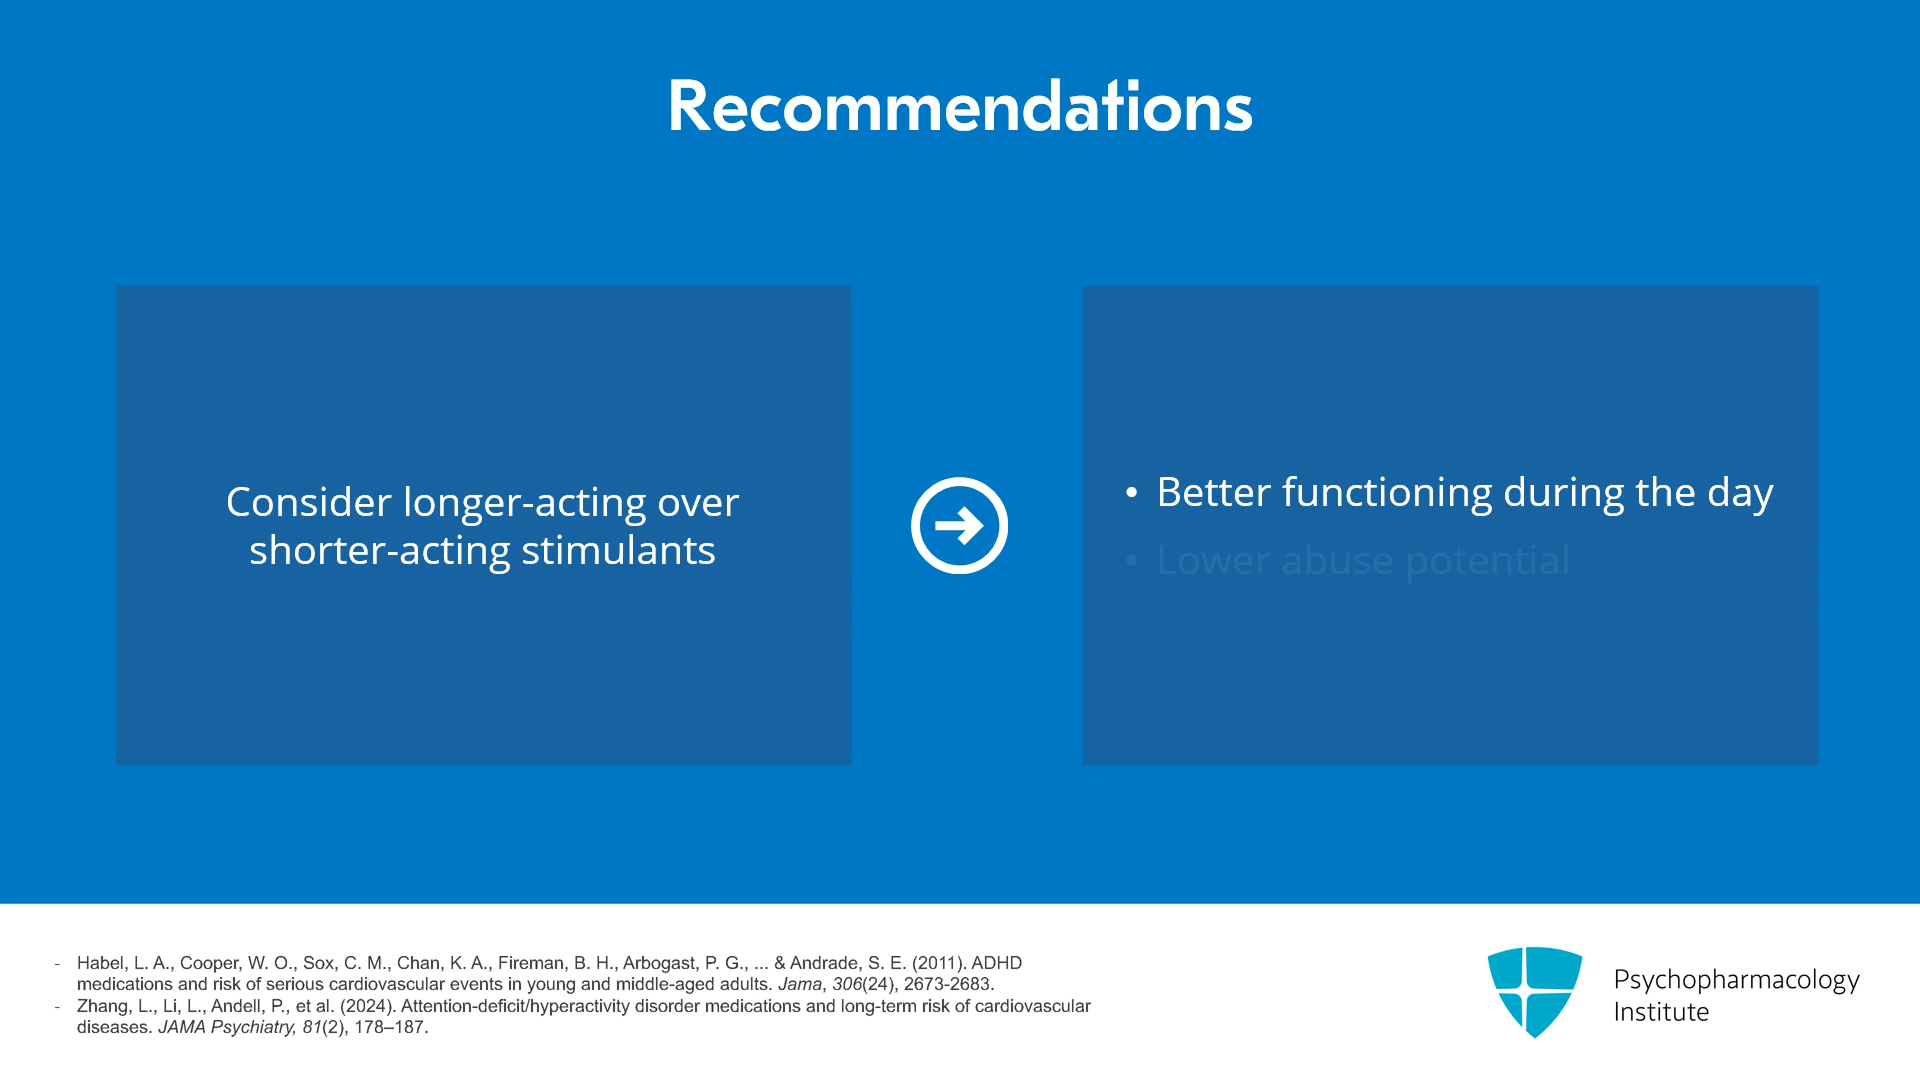 Recommendations
Consider longer-acting over
shorter-acting stimulants
• Better functioning during the day
• Lower abuse potential
- Habel, L. A., Cooper, W. O., Sox, C. M., Chan, K. A., Fireman, B. H., Arbogast, P. G., ... & Andrade, S. E. (2011). ADHD
medications and risk of serious cardiovascular events in young and middle-aged adults. Jama, 306(24), 2673-2683.
- Zhang, L., Li, L., Andell, P., et al. (2024). Attention-deficit/hyperactivity disorder medications and long-term risk of cardiovascular
diseases. JAMA Psychiatry, 81(2), 178–187.
Psychopharmacology
Institute